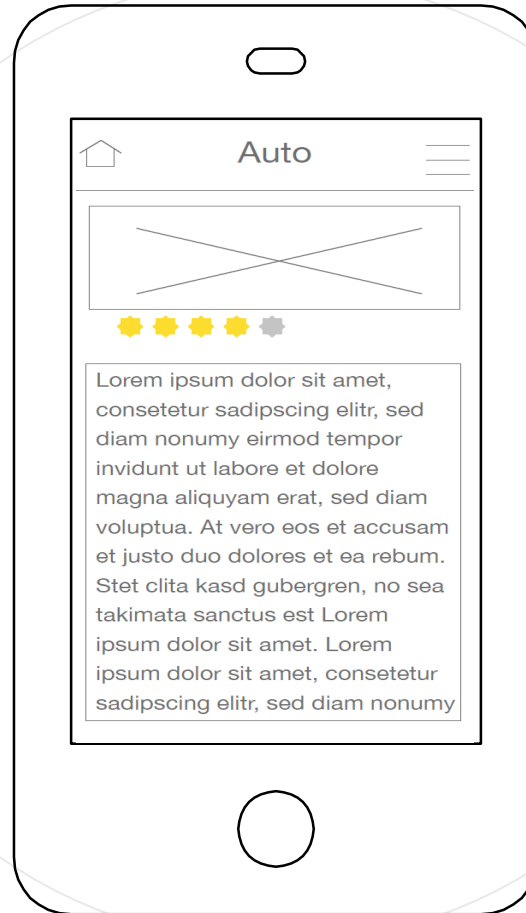 Auto
Lorem ipsum dolor sit amet,
consetetur sadipscing elitr, sed
diam nonumy eirmod tempor
invidunt ut labore et dolore
magna aliquyam erat, sed diam
voluptua. At vero eos et accusam
et justo duo dolores et ea rebum.
Stet clita kasd gubergren, no sea
takimata sanctus est Lorem
ipsum dolor sit amet. Lorem
ipsum dolor sit amet, consetetur
sadipscing elitr, sed diam nonumy